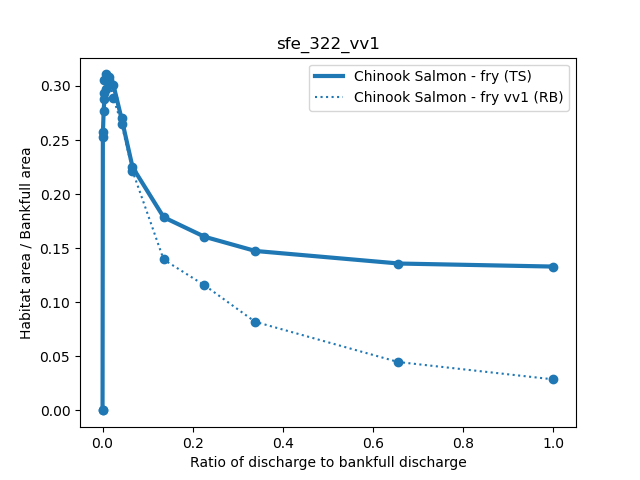 sfe_322_vv1
Chinook Salmon - fry (TS)
Chinook Salmon - fry vv1 (RB)
Habitat area / Bankfull area
0.30
0.25
0.20
0.15
0.10
0.05
0.00
0.0 0.2 0.4 0.6 0.8 1.0
Ratio of discharge to bankfull discharge